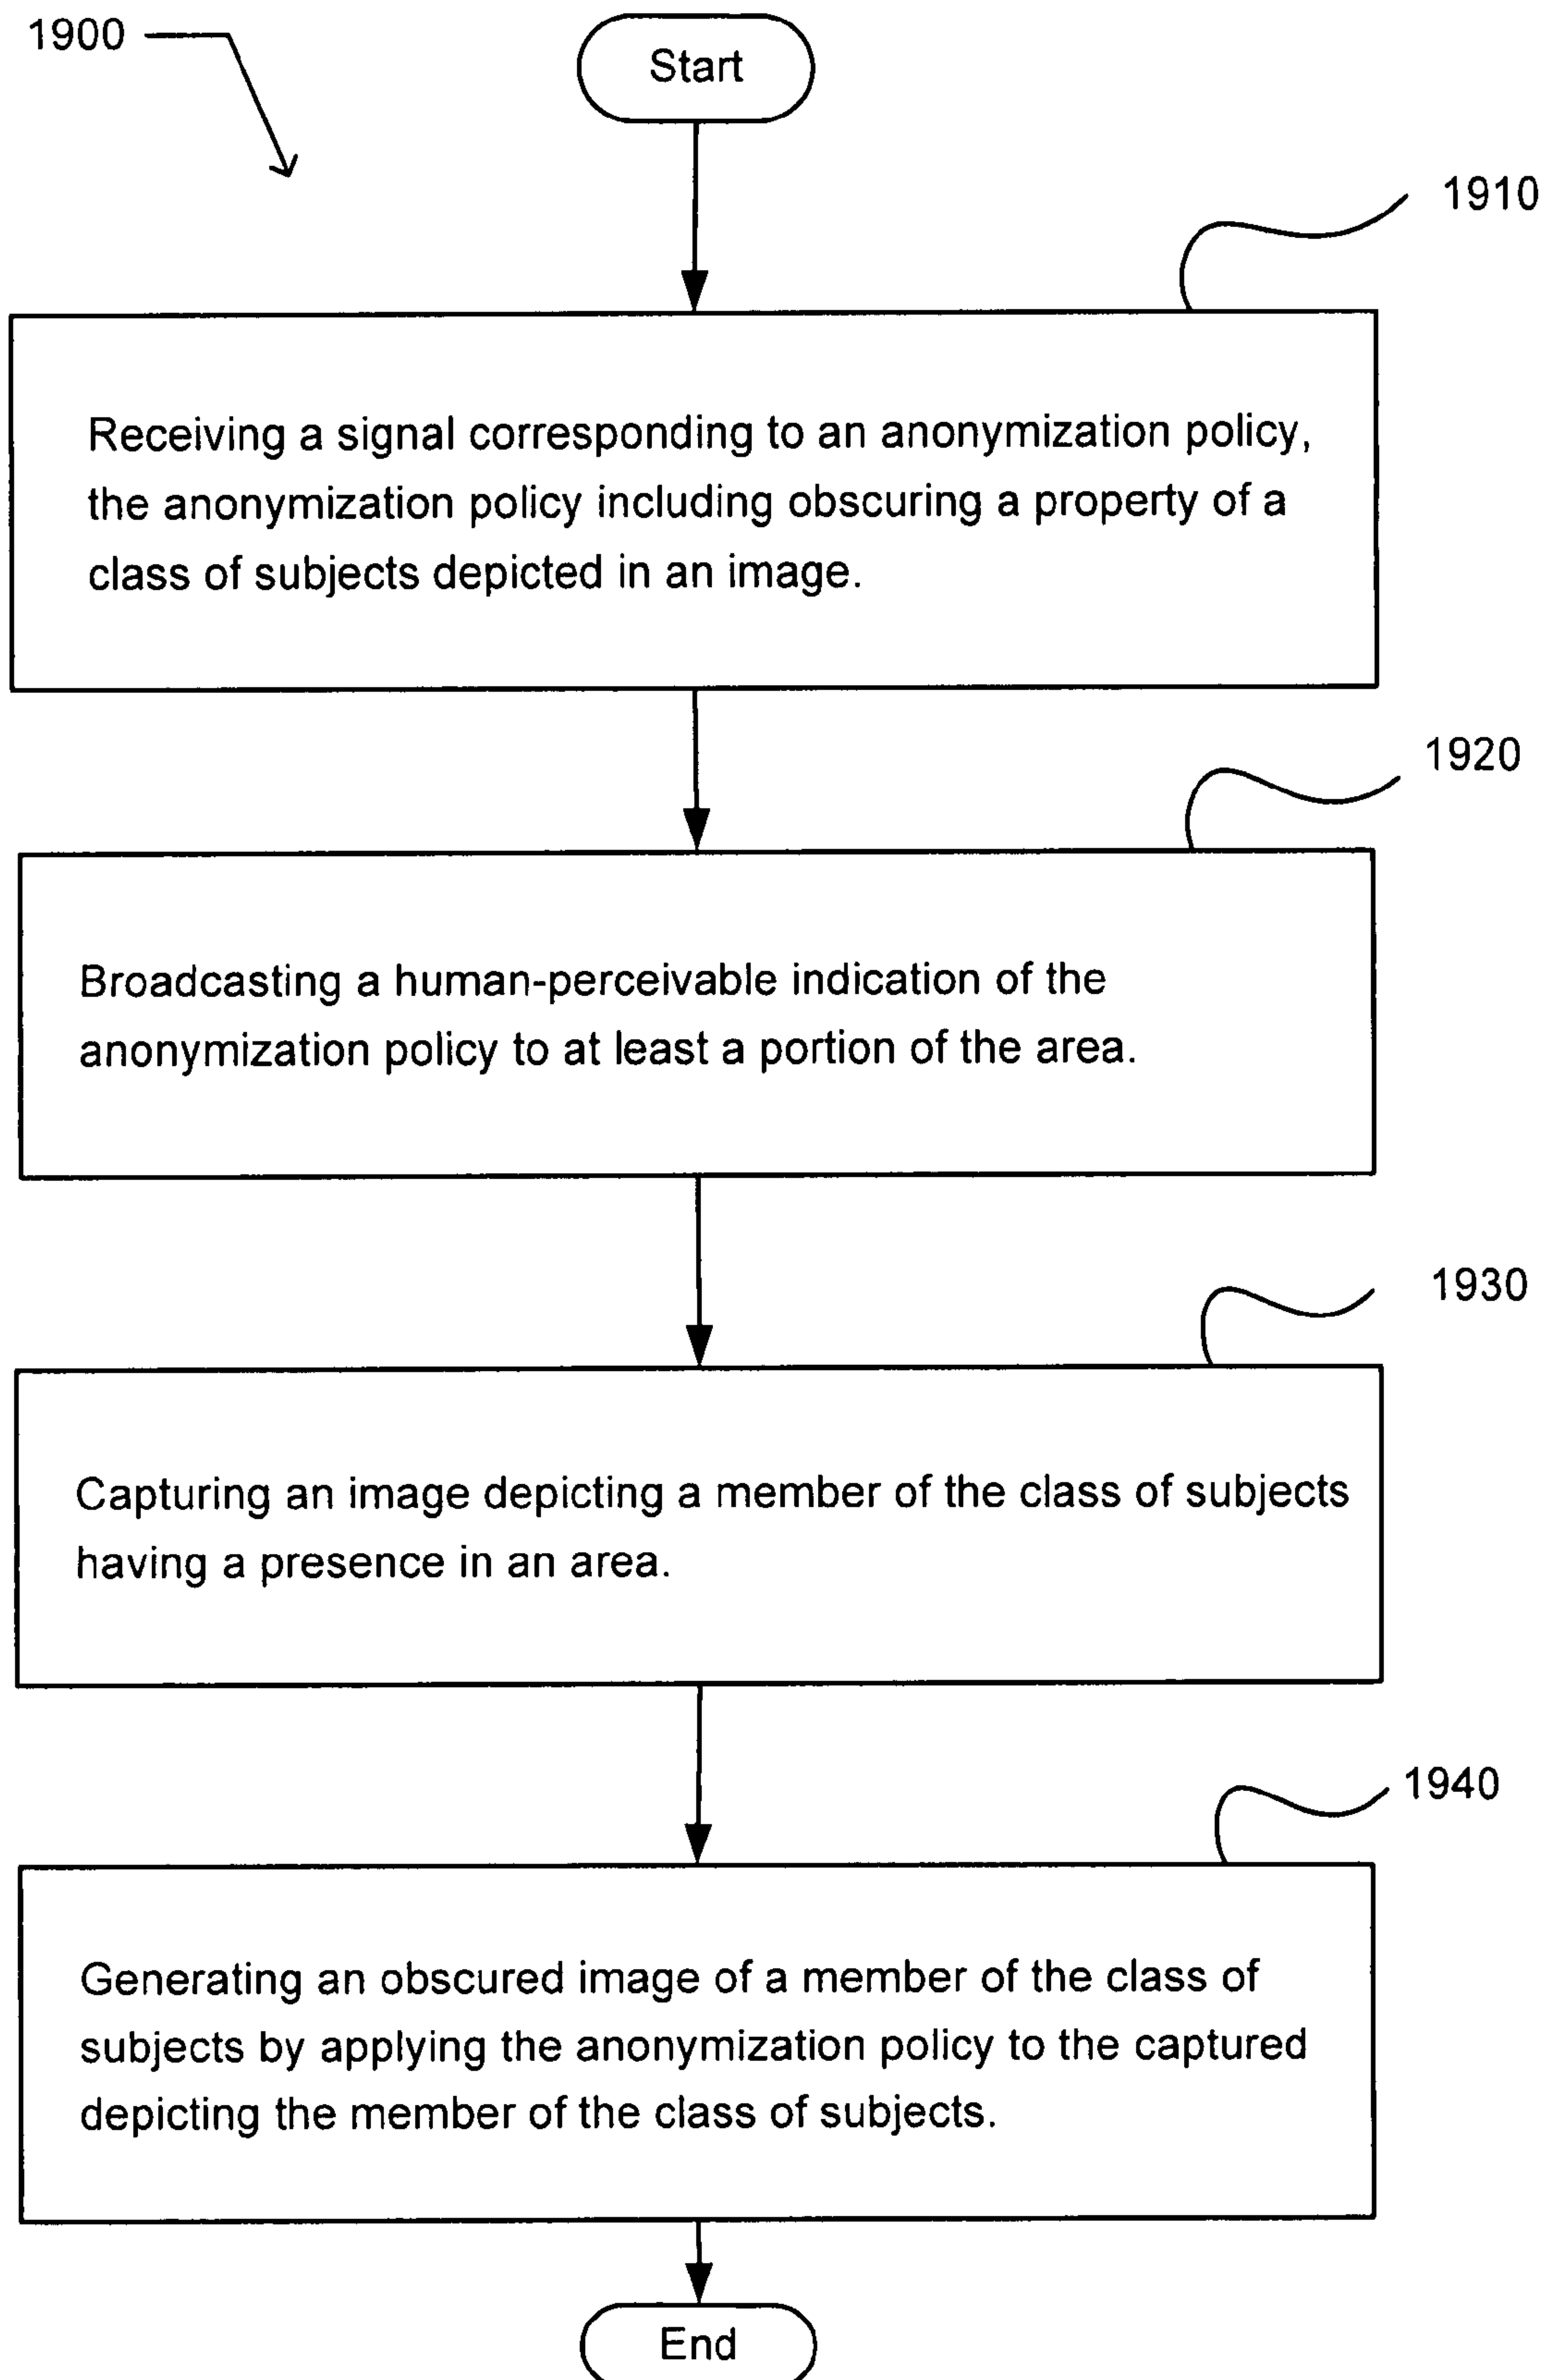 1900
Start
1910
Receiving a signal corresponding to an anonymization policy,
the anonymization policy including obscuring a property of a
class of subjects depicted in an image.
1920
Broadcasting a human-perceivable indication of the
anonymization policy to at least a portion of the area.
1930
Capturing an image depicting a member of the class of subjects
having a presence in an area.
1940
Generating an obscured image of a member of the class of
subjects by applying the anonymization policy to the captured
depicting the member of the class of subjects.
End